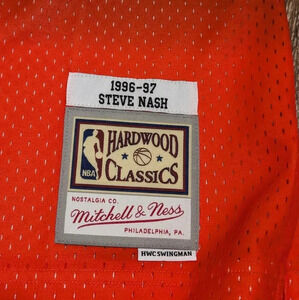 1996-97
STEVE NASH
HARDWOOD
NBA
CLASSICS
NOSTALGIA CO.
Mitchell & Ness
PHILADELPHIA, PA.
HWC SWINGMAN